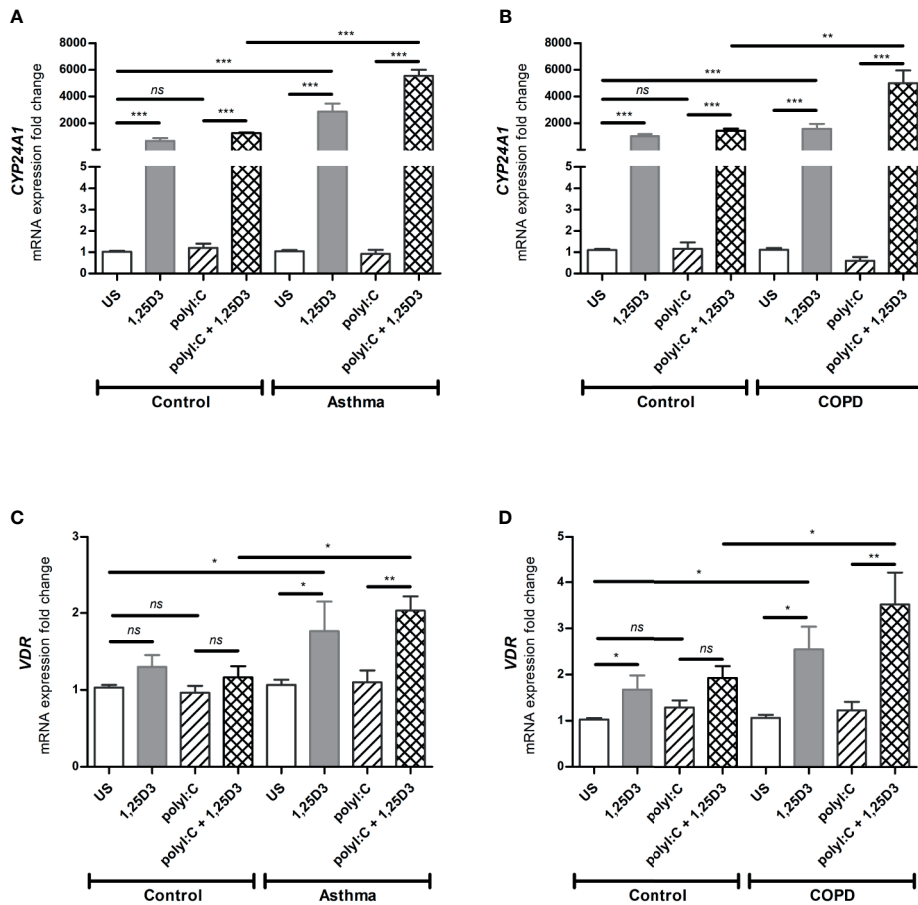 A
CYP24A1
mRNA expression fold change
8000
6000
4000
2000
5
4
3
2
1
0
***
ns
***
***
***
***
***
***
US
1,25D3
polyI:C
polyI:C + 1,25D3
US
1,25D3
polyI:C
polyI:C + 1,25D3
Control
Asthma
B
CYP24A1
mRNA expression fold change
8000
6000
4000
2000
5
4
3
2
1
0
**
***
***
ns
***
***
***
US
1,25D3
polyI:C
polyI:C + 1,25D3
US
1,25D3
polyI:C
polyI:C + 1,25D3
Control
COPD
C
VDR
mRNA expression fold change
3
2
1
0
*
*
*
**
ns
ns
ns
US
1,25D3
polyI:C
polyI:C + 1,25D3
US
1,25D3
polyI:C
polyI:C + 1,25D3
Control
Asthma
D
VDR
mRNA expression fold change
5
4
3
2
1
0
*
**
*
*
ns
ns
*
US
1,25D3
polyI:C
polyI:C + 1,25D3
US
1,25D3
polyI:C
polyI:C + 1,25D3
Control
COPD